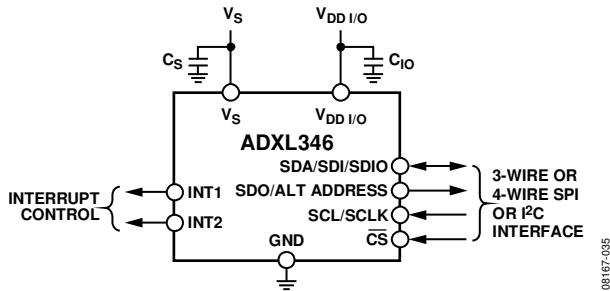 VS
VDD I/O
CS
CIO
VS
VDD I/O
ADXL346
SDA/SDI/SDIO
SDO/ALT ADDRESS
SCL/SCLK
CS
INT1
INT2
GND
INTERRUPT
CONTROL
3-WIRE OR
4-WIRE SPI
OR I2C
INTERFACE
08167-035